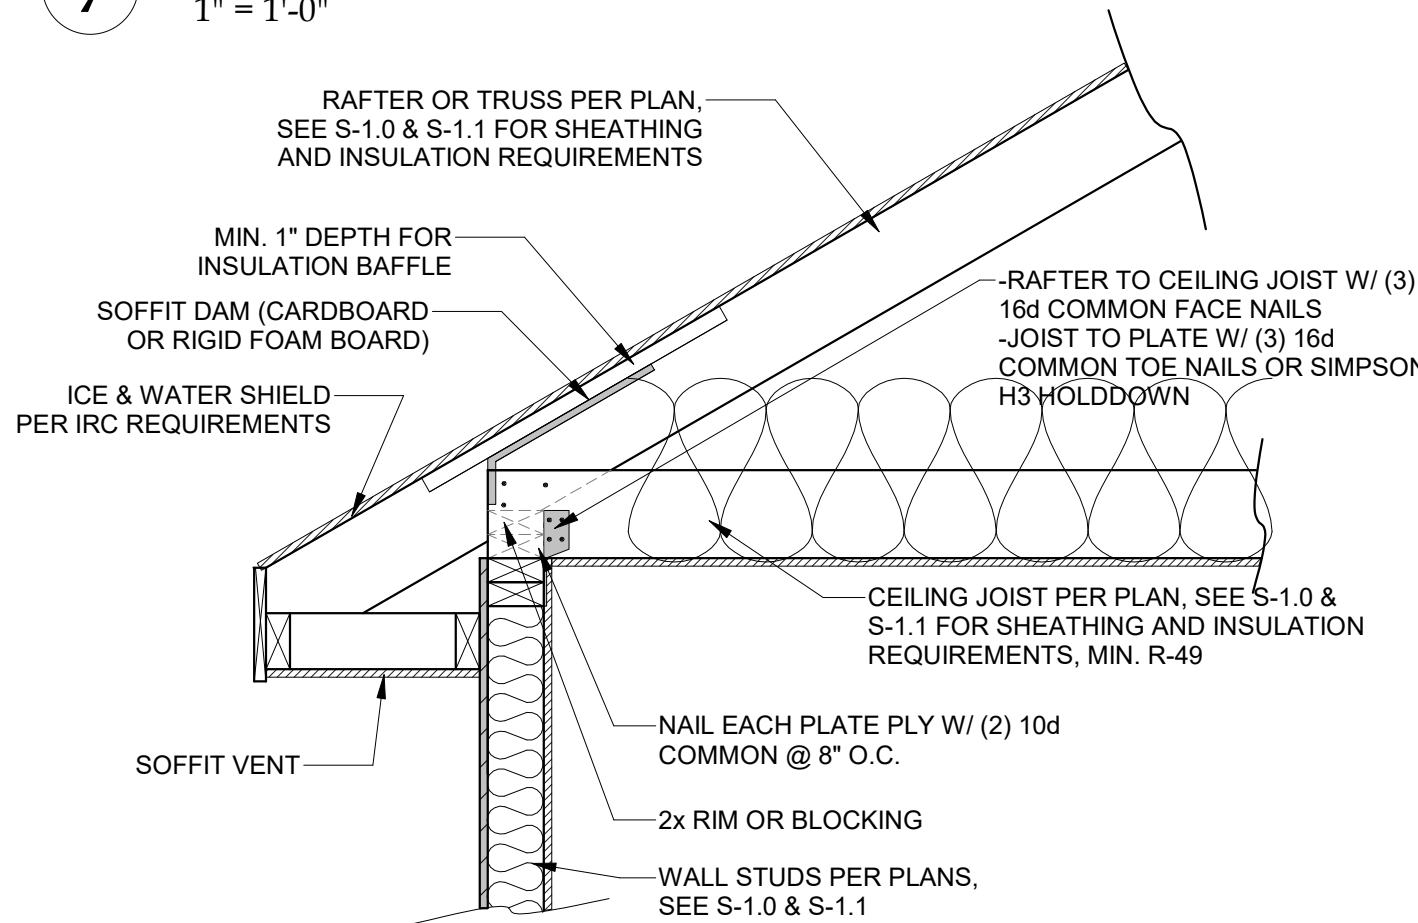 1" = 1'-0"
RAFTER OR TRUSS PER PLAN,
SEE S-1.0 & S-1.1 FOR SHEATHING
AND INSULATION REQUIREMENTS
MIN. 1" DEPTH FOR
INSULATION BAFFLE
SOFFIT DAM (CARDBOARD
OR RIGID FOAM BOARD)
ICE & WATER SHIELD
PER IRC REQUIREMENTS
-RAFTER TO CEILING JOIST W/ (3)
16d COMMON FACE NAILS
-JOIST TO PLATE W/ (3) 16d
COMMON TOE NAILS OR SIMPSON
H3 HOLDDOWN
CEILING JOIST PER PLAN, SEE S-1.0 &
S-1.1 FOR SHEATHING AND INSULATION
REQUIREMENTS, MIN. R-49
NAIL EACH PLATE PLY W/ (2) 10d
COMMON @ 8" O.C.
SOFFIT VENT
2x RIM OR BLOCKING
WALL STUDS PER PLANS,
SEE S-1.0 & S-1.1